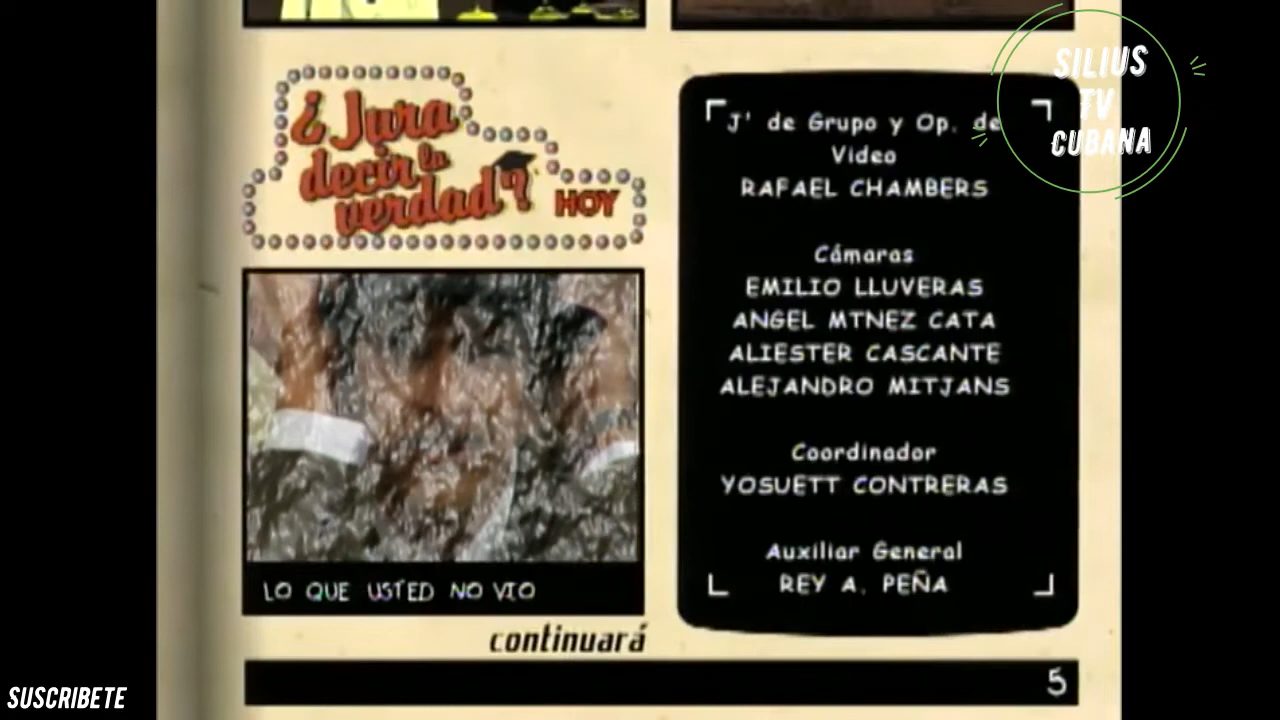 ¿Jura
decir la
verdad?
HOY
LO QUE USTED NO VIO
continuará
J' de Grupo y Op. de
Video
RAFAEL CHAMBERS
Cámaras
EMILIO LLUVERAS
ANGEL MTNEZ CATA
ALIESTER CASCANTE
ALEJANDRO MITJANS
Coordinador
YOSUETT CONTRERAS
Auxiliar General
REY A. PEÑA
5
SILIUS
TV
CUBANA
SUSCRIBETE